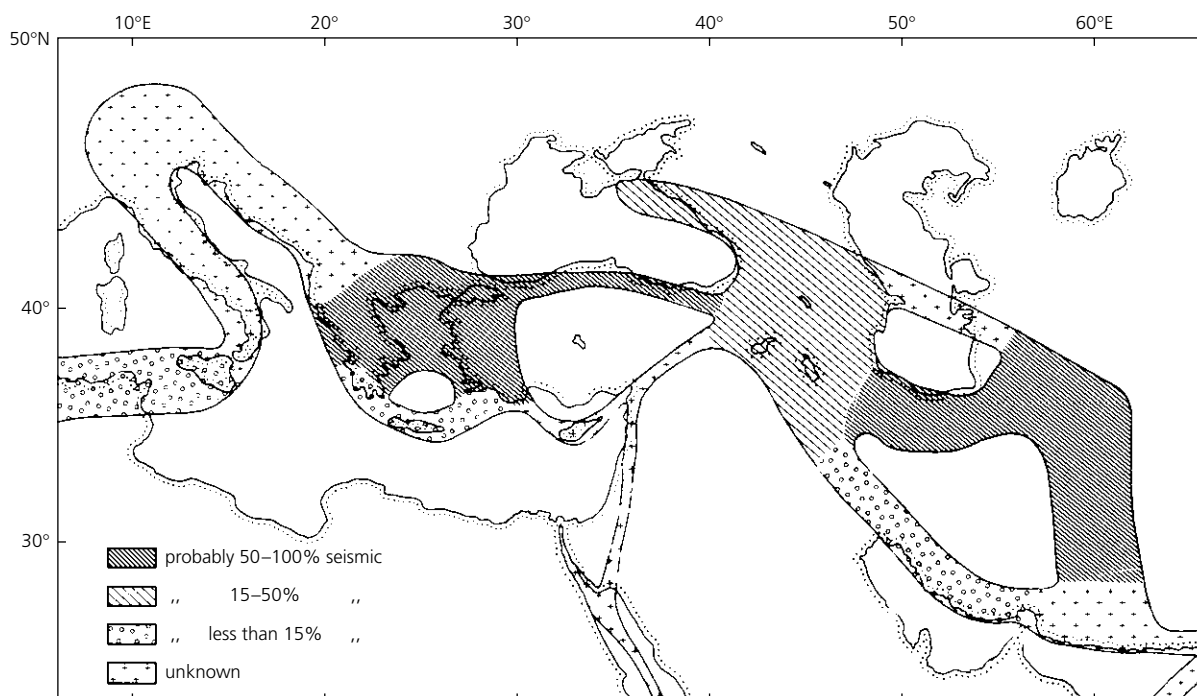 10°E 20° 30° 40° 50° 60°E
50°N
40°
30°
probably 50–100% seismic
,, 15–50% ,,
,, less than 15% ,,
unknown